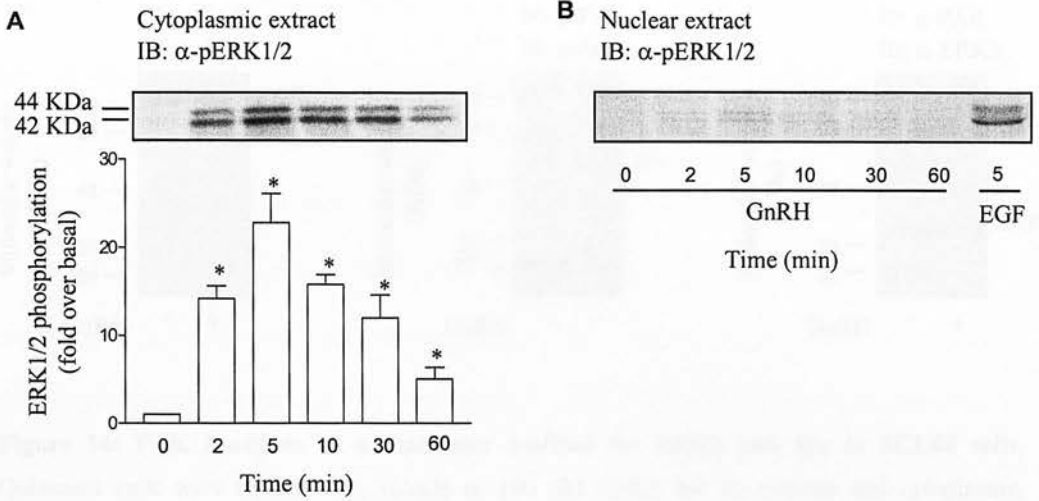 A
Cytoplasmic extract
IB: α-pERK1/2
44 KDa
42 KDa
30
20
10
0
ERK1/2 phosphorylation
(fold over basal)
*
*
*
*
*
0 2 5 10 30 60
Time (min)
B
Nuclear extract
IB: α-pERK1/2
0 2 5 10 30 60 5
GnRH EGF
Time (min)